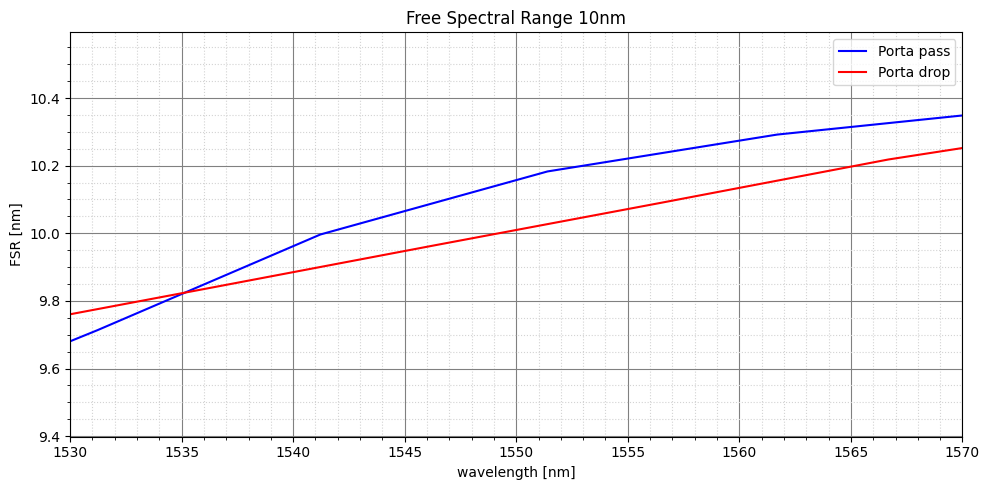 Free Spectral Range 10nm
Porta pass
Porta drop
FSR [nm]
10.4
10.2
10.0
9.8
9.6
9.4
1530 1535 1540 1545 1550 1555 1560 1565 1570
wavelength [nm]